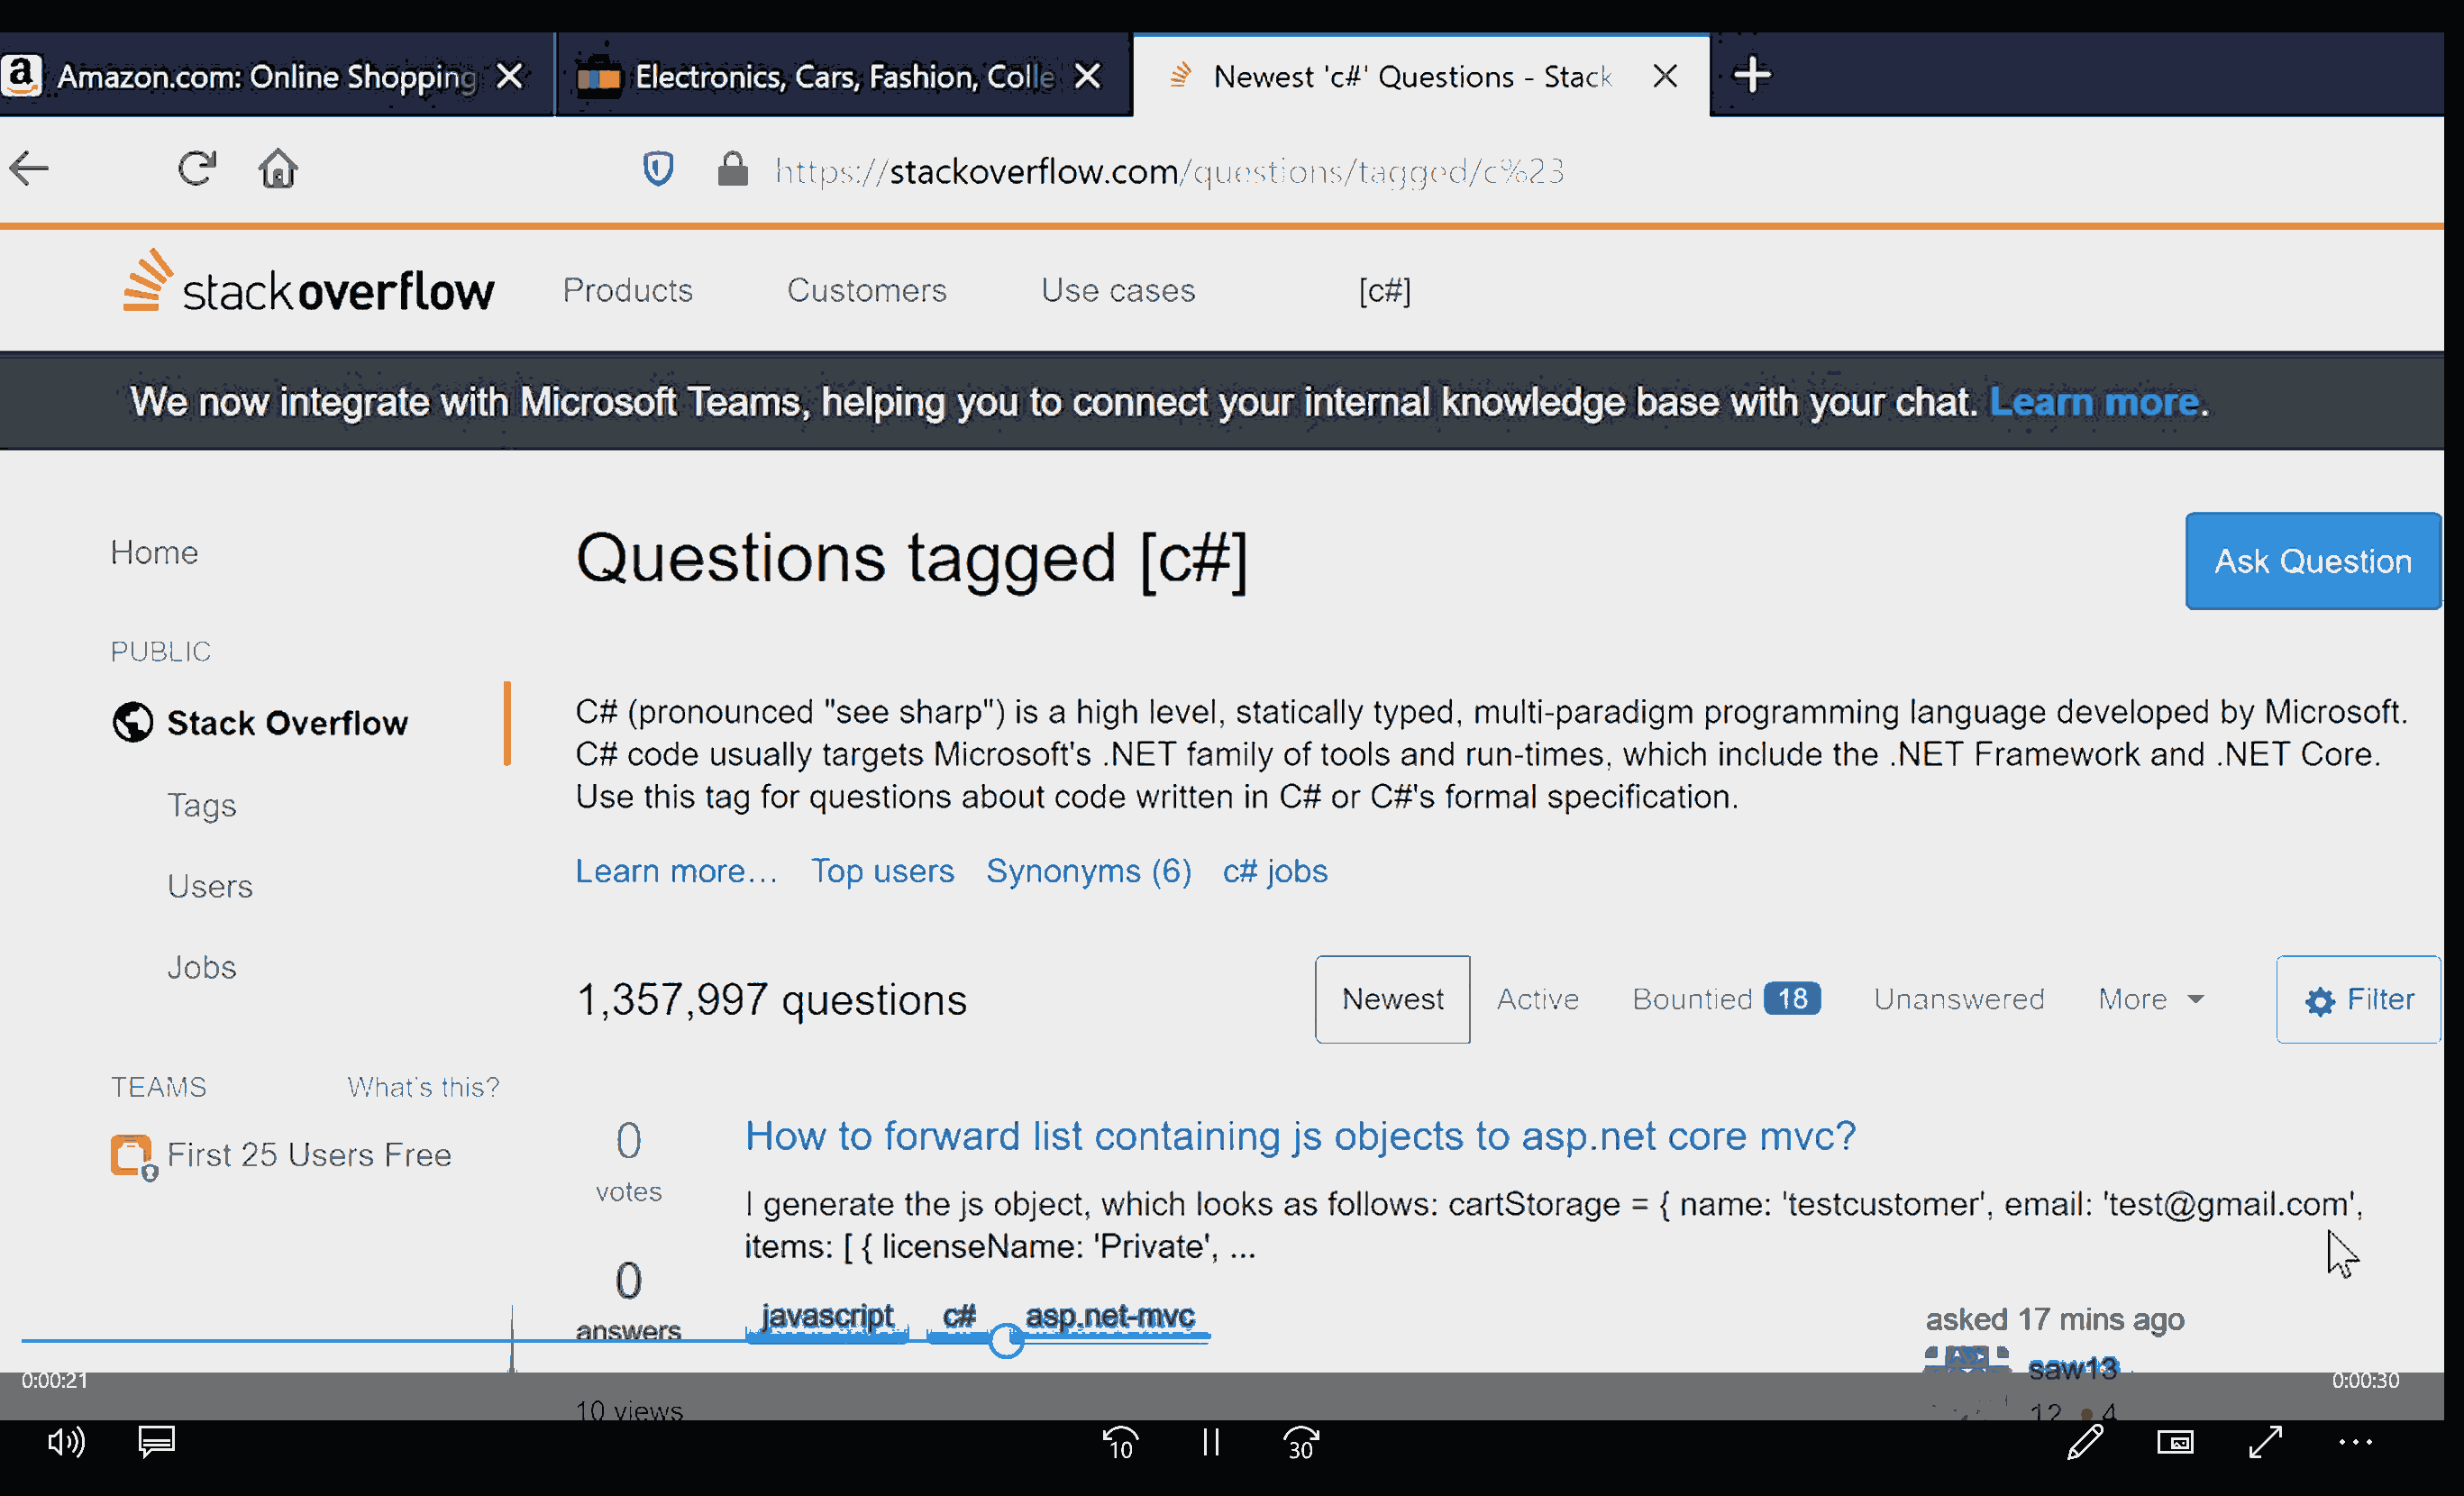 Amazon.com: Online Shopping
Electronics, Cars, Fashion, Colle
Newest 'c#' Questions - Stack
https://stackoverflow.com/questions/tagged/c%23
stackoverflow Products Customers Use cases [c#]
We now integrate with Microsoft Teams, helping you to connect your internal knowledge base with your chat. Learn more.
Home
Questions tagged [c#]
Ask Question
PUBLIC
Stack Overflow
Tags
Users
Jobs
C# (pronounced "see sharp") is a high level, statically typed, multi-paradigm programming language developed by Microsoft.
C# code usually targets Microsoft's .NET family of tools and run-times, which include the .NET Framework and .NET Core.
Use this tag for questions about code written in C# or C#'s formal specification.
Learn more... Top users Synonyms (6) c# jobs
1,357,997 questions
Newest Active Bountied 18 Unanswered More Filter
TEAMS What's this?
First 25 Users Free
0
votes
How to forward list containing js objects to asp.net core mvc?
I generate the js object, which looks as follows: cartStorage = { name: 'testcustomer', email: 'test@gmail.com',
items: [ { licenseName: 'Private', ...
0
answers
javascript c# asp.net-mvc
asked 17 mins ago
saw13
12 4
10 views
0:00:21
0:00:30
10
30